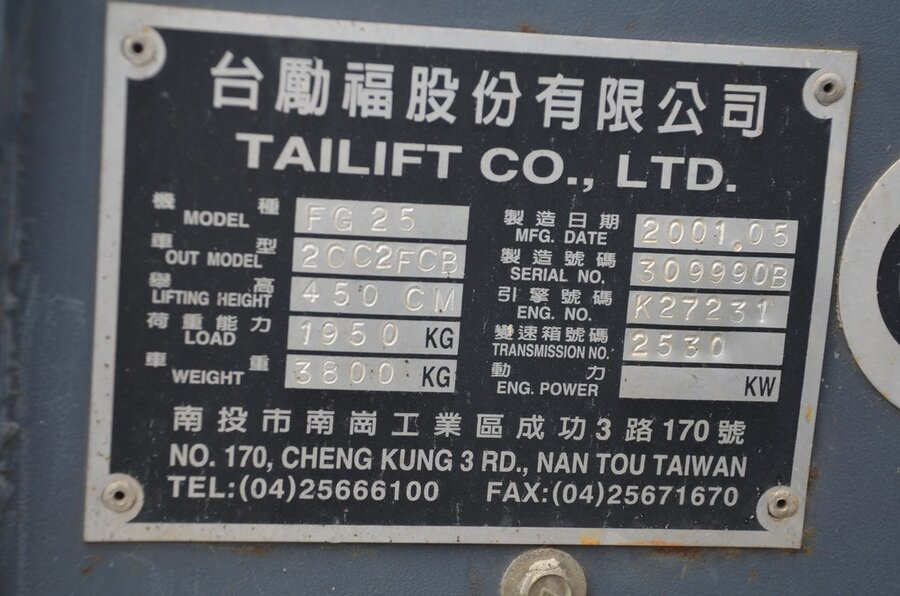 台勵福股份有限公司
TAILIFT CO., LTD.
機種 MODEL FG25
車型 OUT MODEL 2CC2FCB
舉高 LIFTING HEIGHT 450 CM
荷重能力 LOAD 1950 KG
車重 WEIGHT 3800 KG
製造日期 MFG. DATE 2001.05
製造號碼 SERIAL NO. 309990B
引擎號碼 ENG. NO. K27231
變速箱號碼 TRANSMISSION NO. 2530
動力 ENG. POWER KW
南投市南崗工業區成功3路170號
NO. 170, CHENG KUNG 3 RD., NAN TOU TAIWAN
TEL:(04)25666100 FAX:(04)25671670